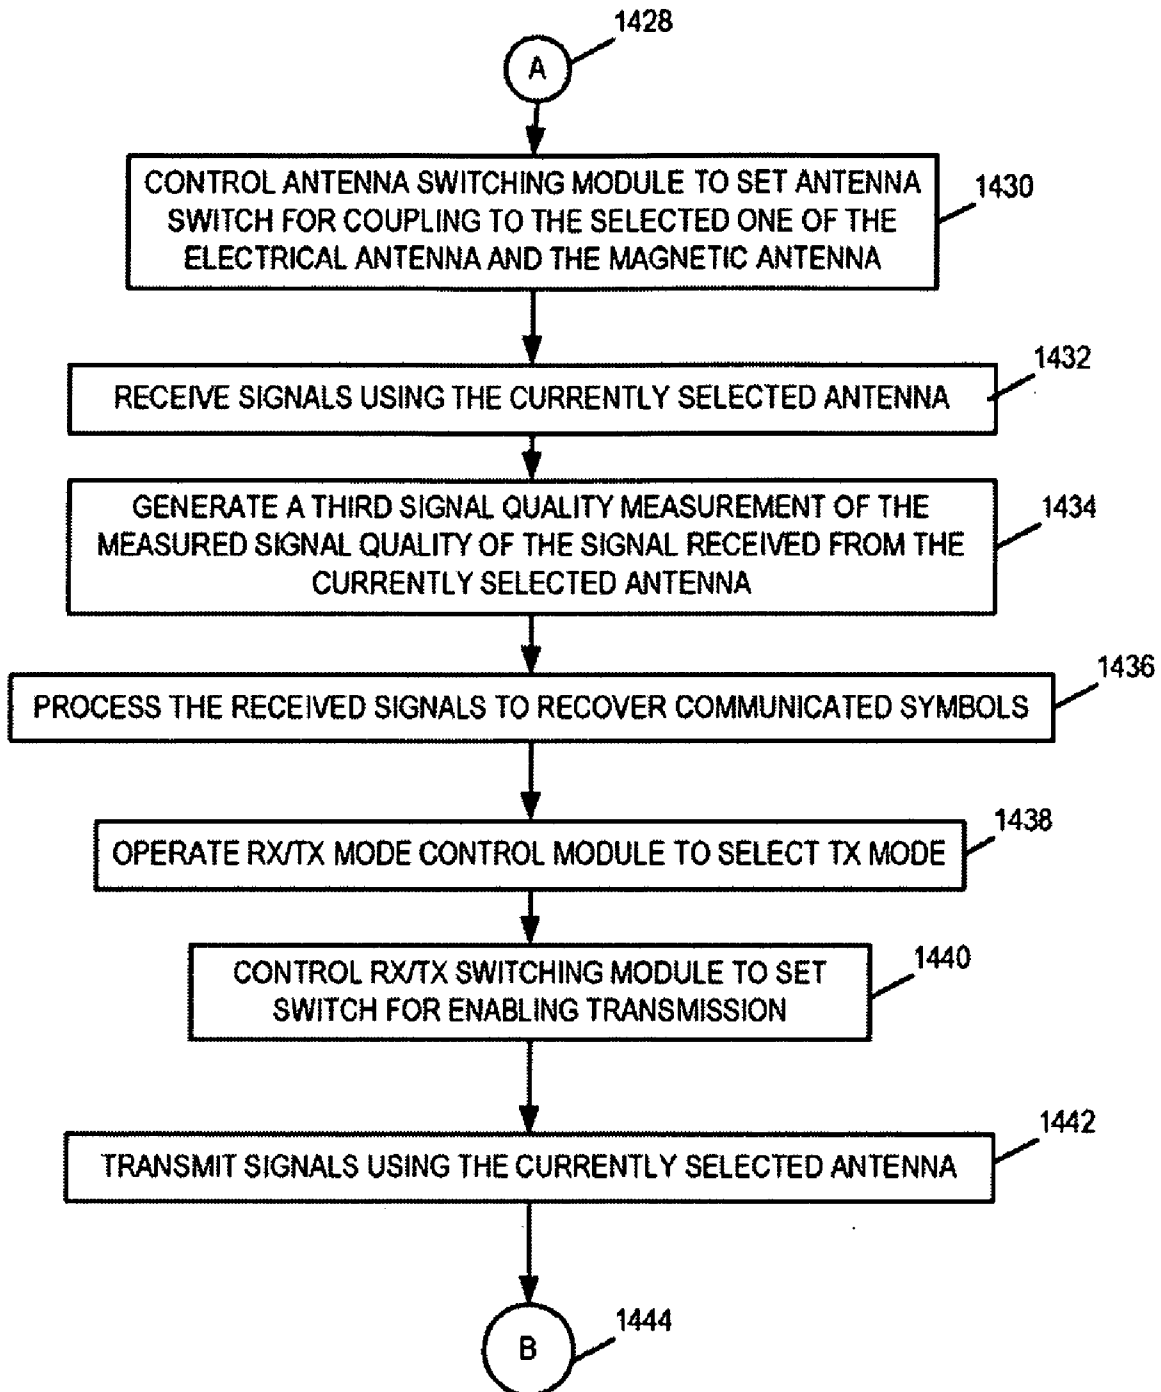 1428
A
CONTROL ANTENNA SWITCHING MODULE TO SET ANTENNA
SWITCH FOR COUPLING TO THE SELECTED ONE OF THE
ELECTRICAL ANTENNA AND THE MAGNETIC ANTENNA
1430
RECEIVE SIGNALS USING THE CURRENTLY SELECTED ANTENNA
1432
GENERATE A THIRD SIGNAL QUALITY MEASUREMENT OF THE
MEASURED SIGNAL QUALITY OF THE SIGNAL RECEIVED FROM THE
CURRENTLY SELECTED ANTENNA
1434
PROCESS THE RECEIVED SIGNALS TO RECOVER COMMUNICATED SYMBOLS
1436
OPERATE RX/TX MODE CONTROL MODULE TO SELECT TX MODE
1438
CONTROL RX/TX SWITCHING MODULE TO SET
SWITCH FOR ENABLING TRANSMISSION
1440
TRANSMIT SIGNALS USING THE CURRENTLY SELECTED ANTENNA
1442
B
1444